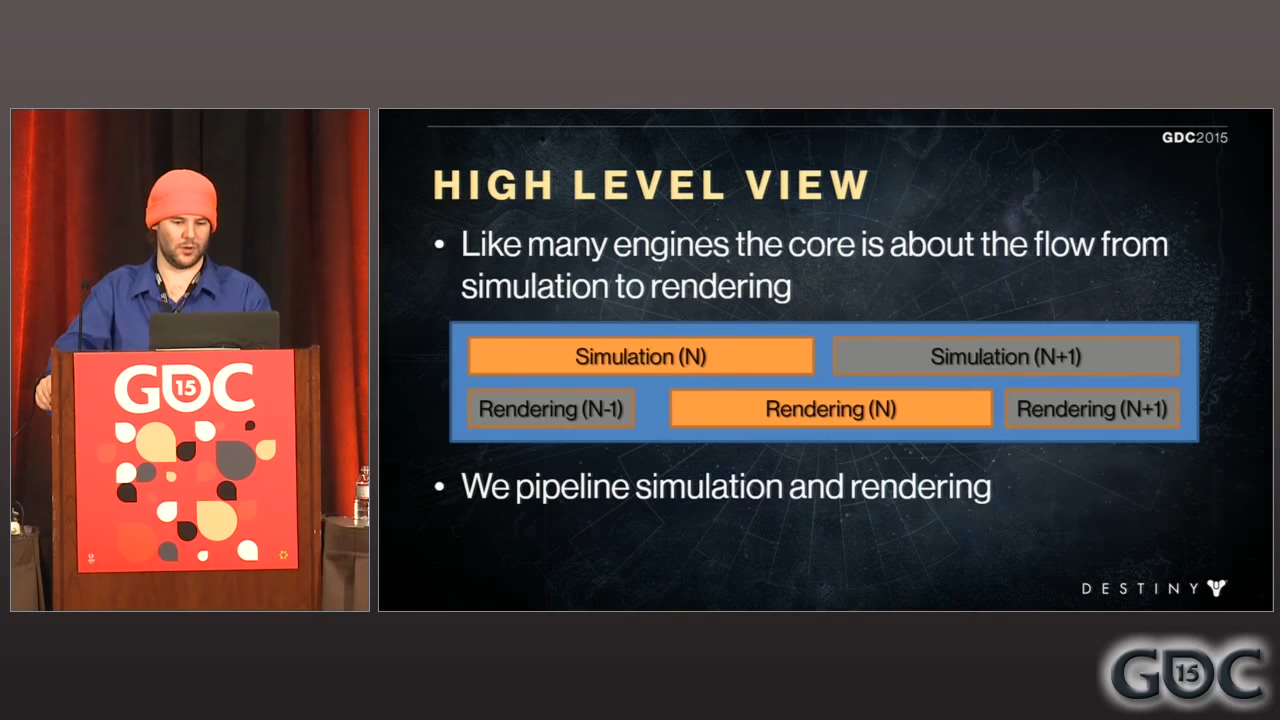 GDC2015
HIGH LEVEL VIEW
• Like many engines the core is about the flow from
simulation to rendering
Simulation (N)
Simulation (N+1)
Rendering (N-1)
Rendering (N)
Rendering (N+1)
• We pipeline simulation and rendering
DESTINY
GDC
15
GDC
15